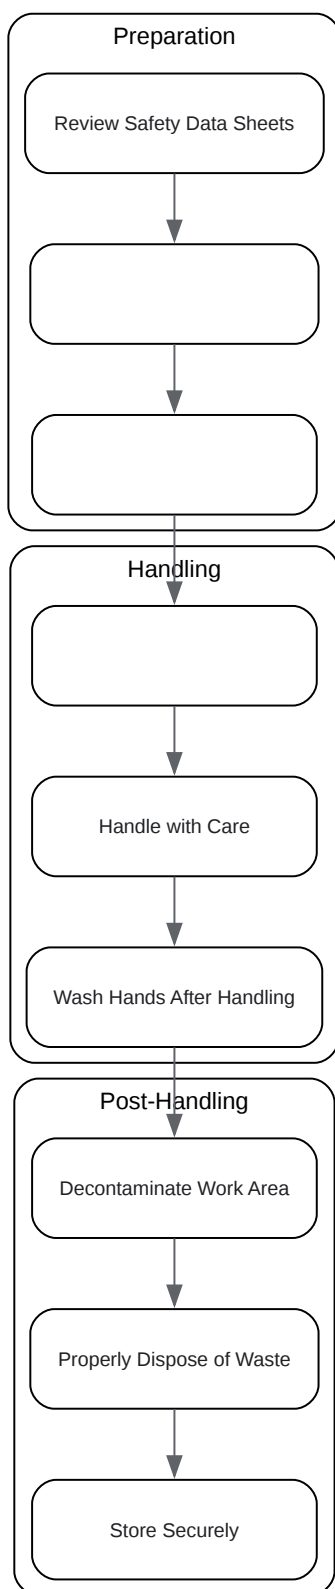 Preparation
Review Safety Data Sheets
Handling
Handle with Care
Wash Hands After Handling
Post-Handling
Decontaminate Work Area
Properly Dispose of Waste
Store Securely